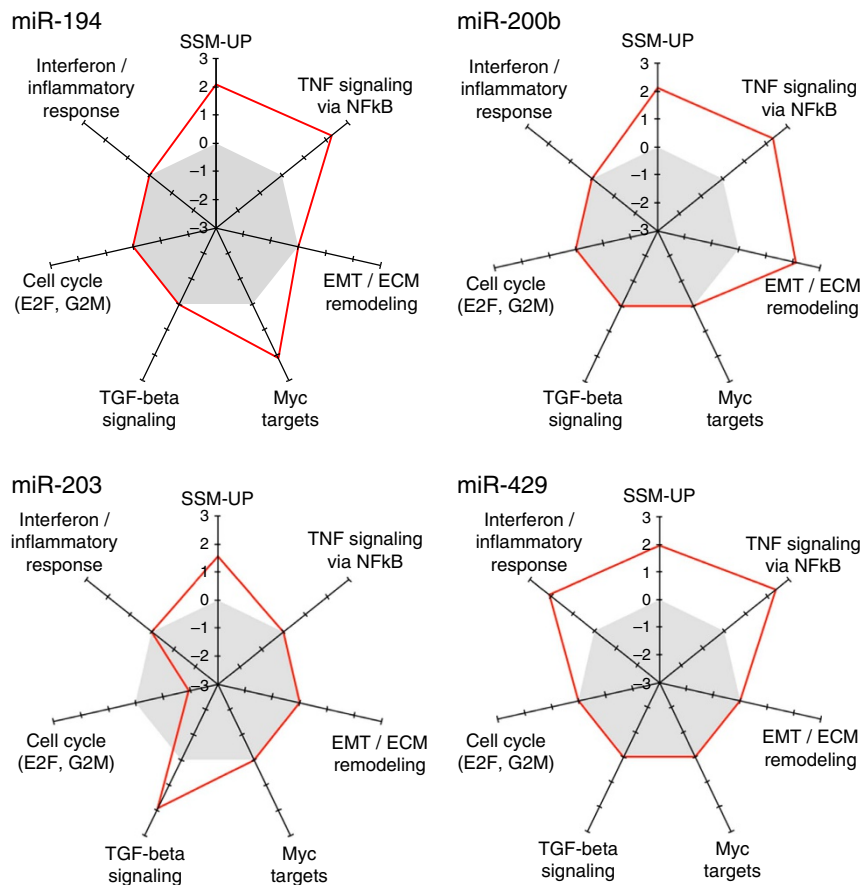 miR-194
SSM-UP
Interferon /
inflammatory
response
TNF signaling
via NFkB
3
2
1
0
–1
–2
–3
Cell cycle
(E2F, G2M)
EMT / ECM
remodeling
TGF-beta
signaling
Myc
targets
miR-200b
SSM-UP
Interferon /
inflammatory
response
TNF signaling
via NFkB
3
2
1
0
–1
–2
–3
Cell cycle
(E2F, G2M)
EMT / ECM
remodeling
TGF-beta
signaling
Myc
targets
miR-203
SSM-UP
Interferon /
inflammatory
response
TNF signaling
via NFkB
3
2
1
0
–1
–2
–3
Cell cycle
(E2F, G2M)
EMT / ECM
remodeling
TGF-beta
signaling
Myc
targets
miR-429
SSM-UP
Interferon /
inflammatory
response
TNF signaling
via NFkB
3
2
1
0
–1
–2
–3
Cell cycle
(E2F, G2M)
EMT / ECM
remodeling
TGF-beta
signaling
Myc
targets